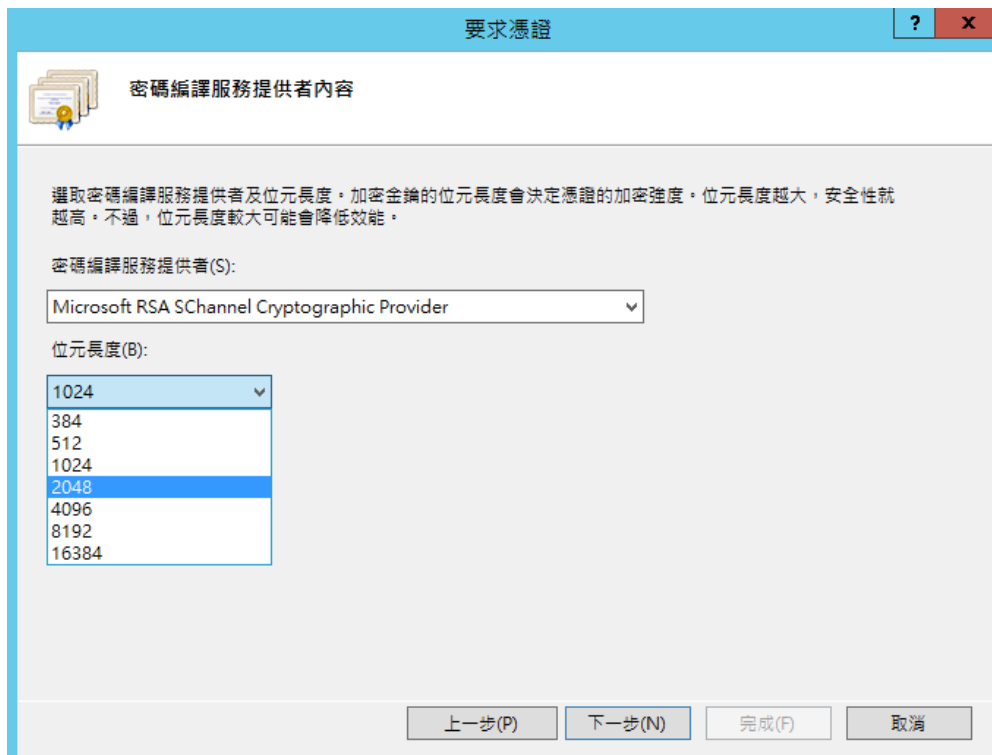 要求憑證
?
x
密碼編譯服務提供者內容
選取密碼編譯服務提供者及位元長度。加密金鑰的位元長度會決定憑證的加密強度。位元長度越大，安全性就
越高。不過，位元長度較大可能會降低效能。
密碼編譯服務提供者(S):
Microsoft RSA SChannel Cryptographic Provider
位元長度(B):
1024
384
512
1024
2048
4096
8192
16384
上一步(P)
下一步(N)
完成(F)
取消